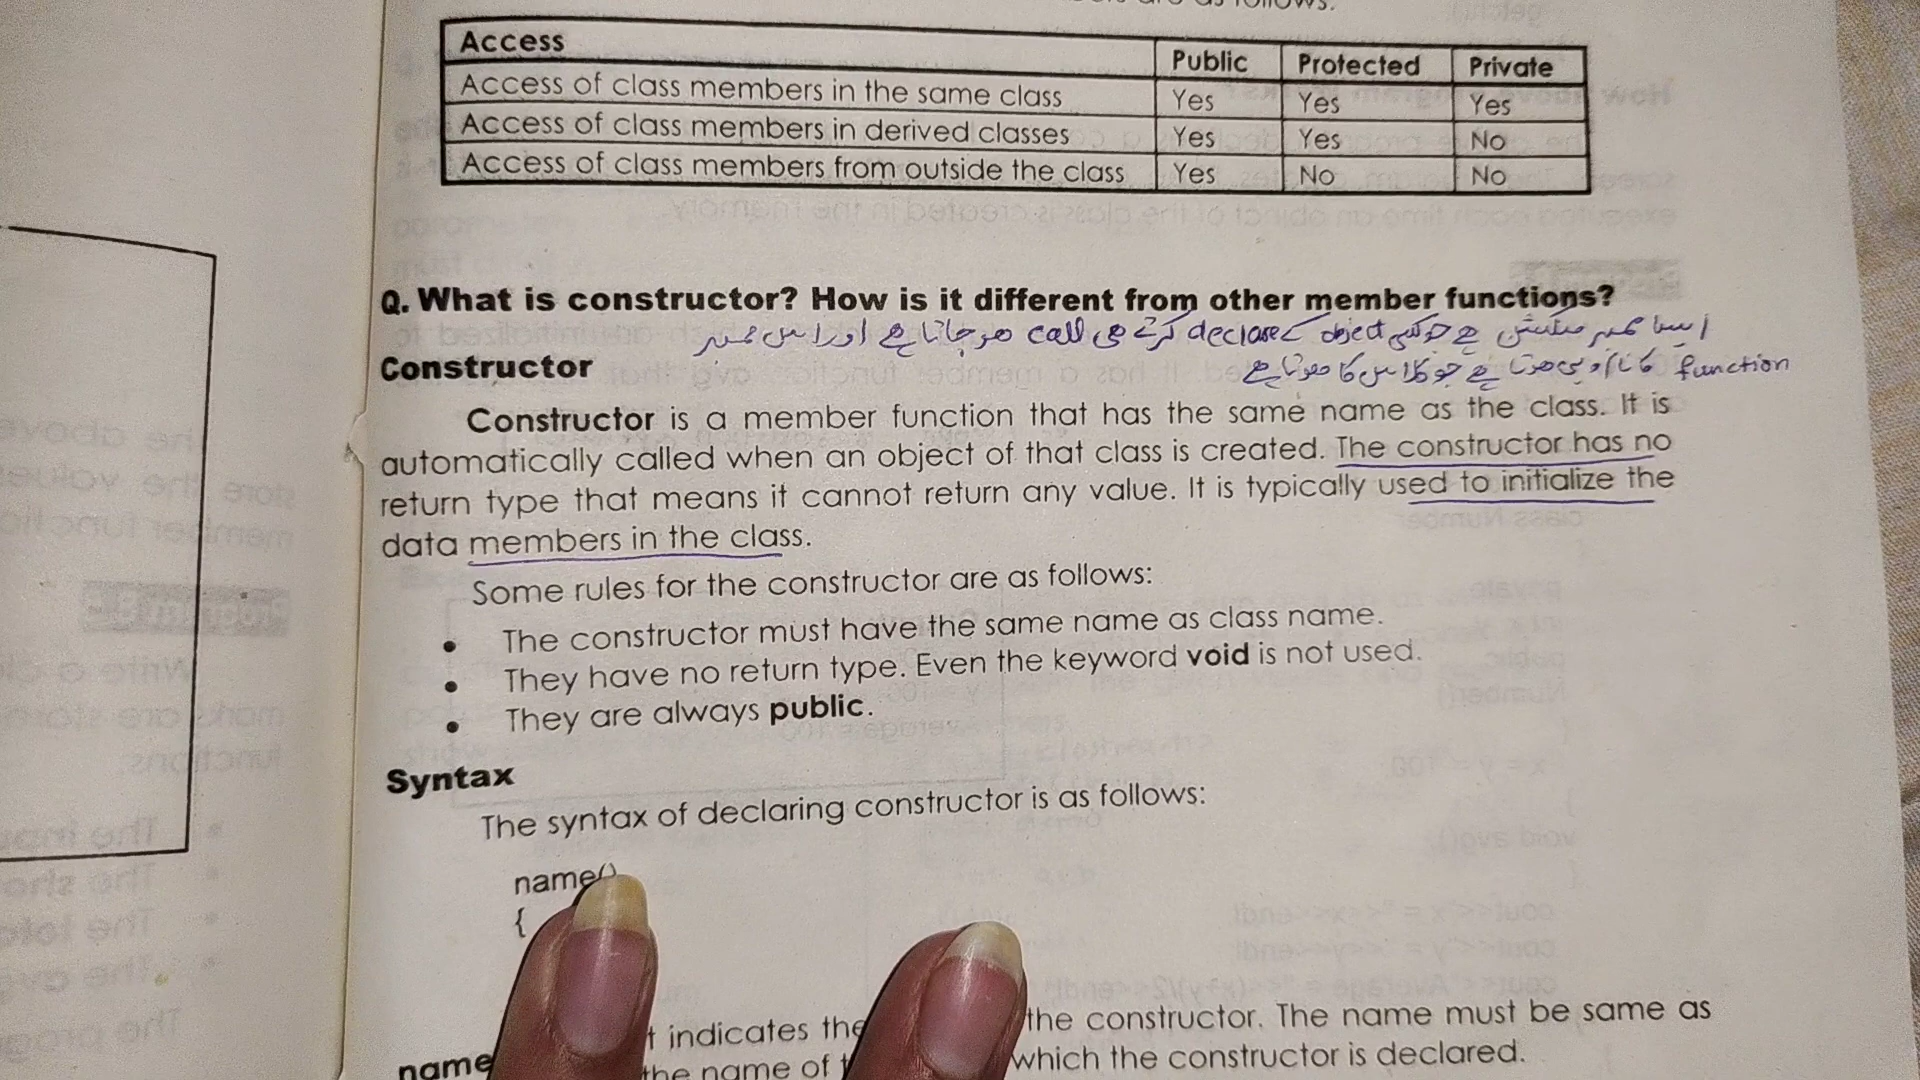 Access Public Protected Private
Access of class members in the same class Yes Yes Yes
Access of class members in derived classes Yes Yes No
Access of class members from outside the class Yes No No
Q. What is constructor? How is it different from other member functions?
ایسا ممبر فنکشن ہے جو کسی object کے declare کرتے ہی call ہو جاتا ہے اور اس ممبر
function کا نام وہی ہوتا ہے جو کلاس کا ہوتا ہے
Constructor
Constructor is a member function that has the same name as the class. It is
automatically called when an object of that class is created. The constructor has no
return type that means it cannot return any value. It is typically used to initialize the
data members in the class.
Some rules for the constructor are as follows:
• The constructor must have the same name as class name.
• They have no return type. Even the keyword void is not used.
• They are always public.
Syntax
The syntax of declaring constructor is as follows:
name()
{
indicates the the constructor. The name must be same as
name the name of which the constructor is declared.